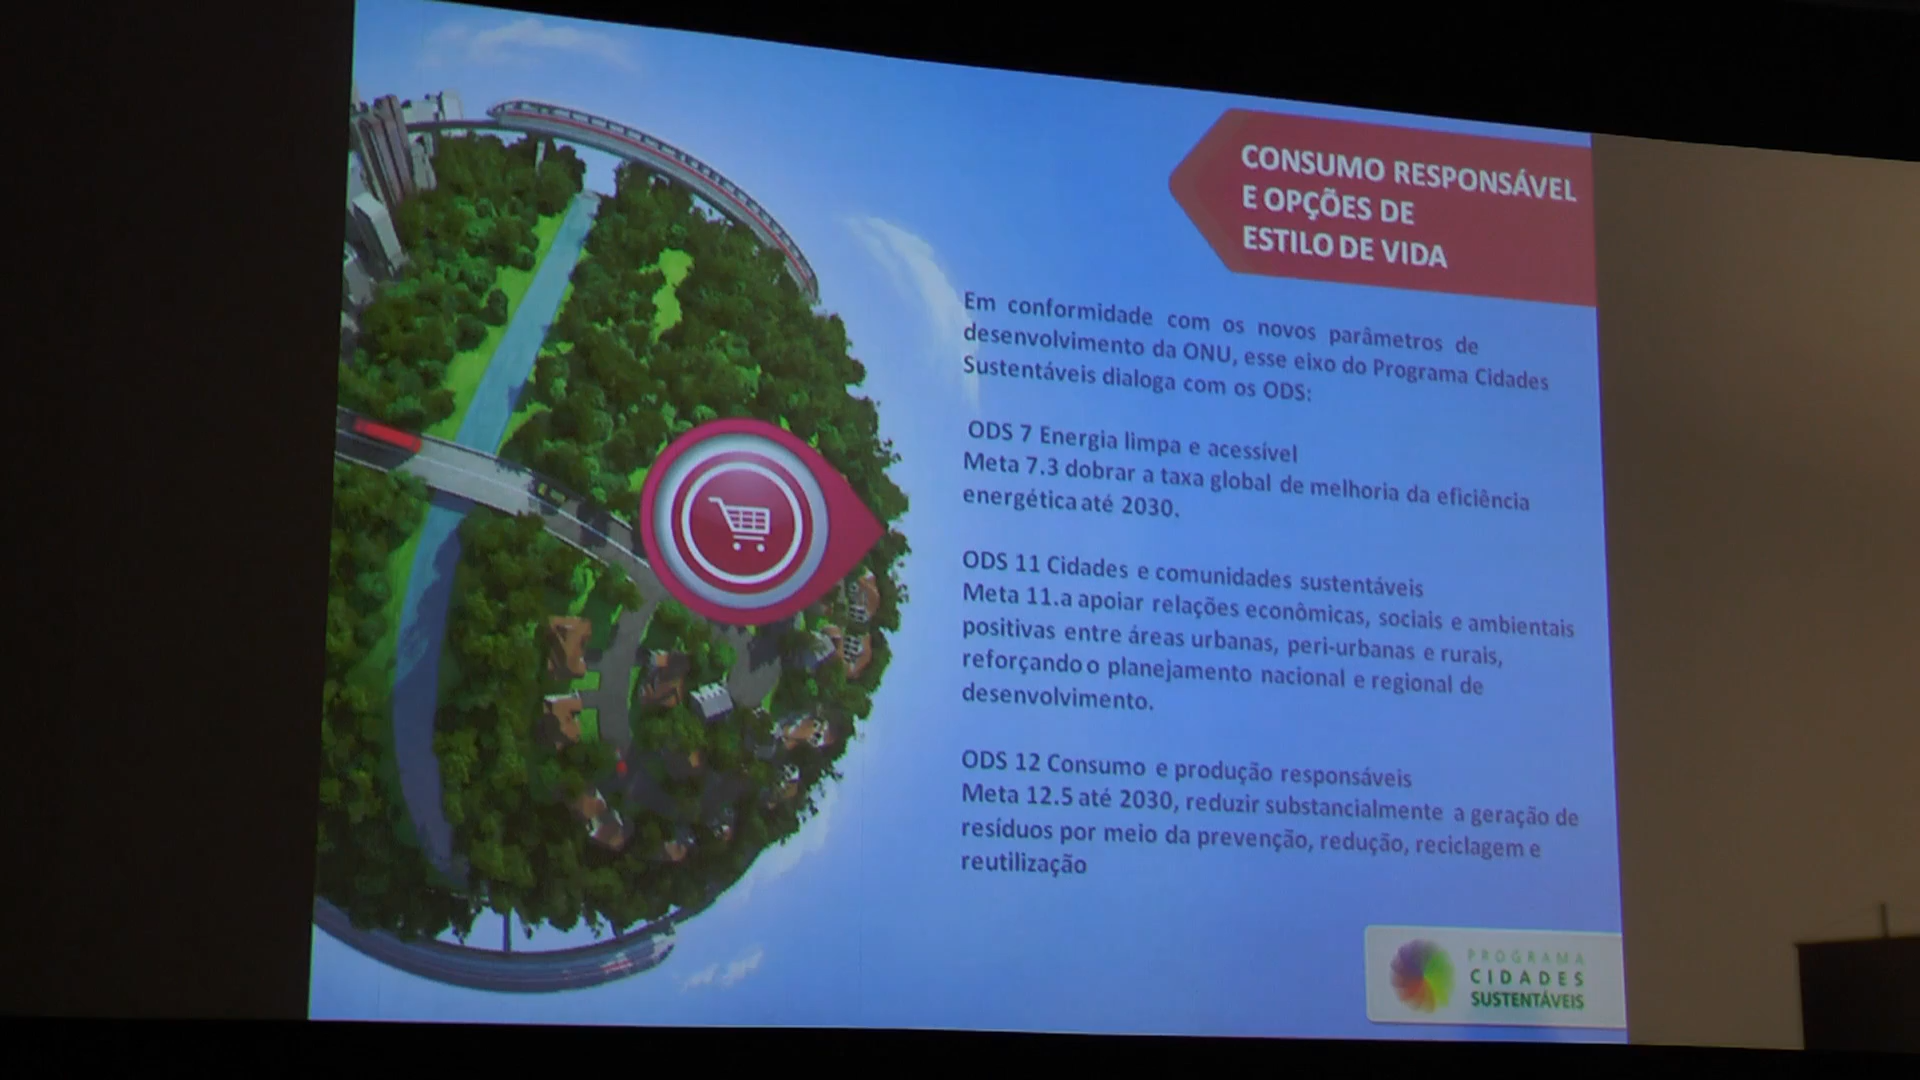 CONSUMO RESPONSÁVEL
E OPÇÕES DE
ESTILO DE VIDA
Em conformidade com os novos parâmetros de
desenvolvimento da ONU, esse eixo do Programa Cidades
Sustentáveis dialoga com os ODS:
ODS 7 Energia limpa e acessível
Meta 7.3 dobrar a taxa global de melhoria da eficiência
energética até 2030.
ODS 11 Cidades e comunidades sustentáveis
Meta 11.a apoiar relações econômicas, sociais e ambientais
positivas entre áreas urbanas, peri-urbanas e rurais,
reforçando o planejamento nacional e regional de
desenvolvimento.
ODS 12 Consumo e produção responsáveis
Meta 12.5 até 2030, reduzir substancialmente a geração de
resíduos por meio da prevenção, redução, reciclagem e
reutilização
PROGRAMA
CIDADES
SUSTENTÁVEIS